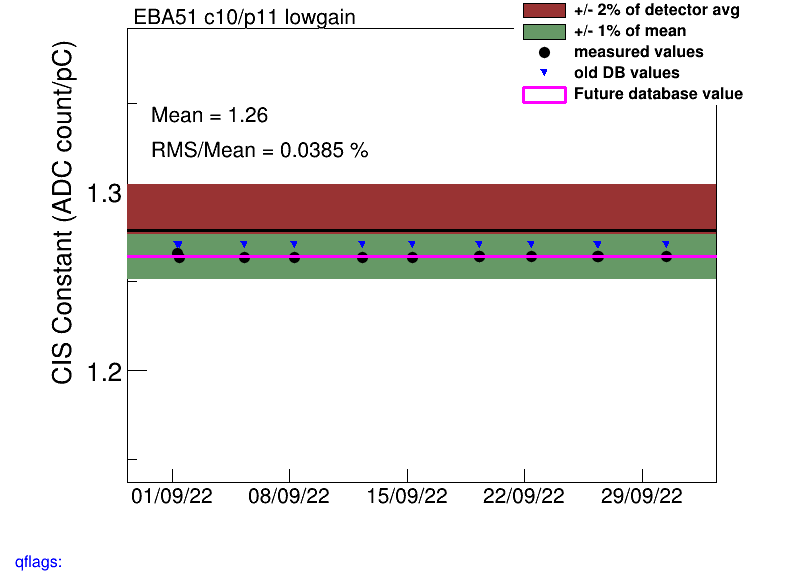 EBA51 c10/p11 lowgain
+/- 2% of detector avg
+/- 1% of mean
measured values
old DB values
Future database value
Mean = 1.26
RMS/Mean = 0.0385 %
CIS Constant (ADC count/pC)
1.3
1.2
01/09/22 08/09/22 15/09/22 22/09/22 29/09/22
qflags: